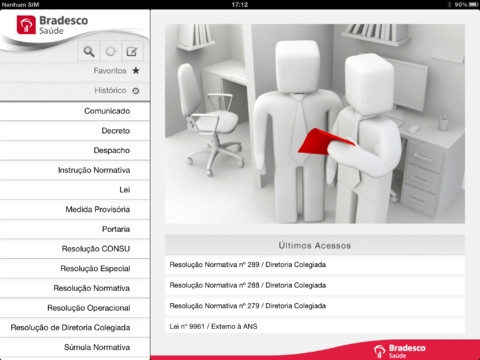 Nenhum SIM
17:12
90%
Bradesco
Saúde
Favoritos
Histórico
Comunicado
Decreto
Despacho
Instrução Normativa
Lei
Medida Provisória
Portaria
Resolução CONSU
Resolução Especial
Resolução Normativa
Resolução Operacional
Resolução de Diretoria Colegiada
Súmula Normativa
Últimos Acessos
Resolução Normativa nº 289 / Diretoria Colegiada
Resolução Normativa nº 288 / Diretoria Colegiada
Resolução Normativa nº 279 / Diretoria Colegiada
Lei nº 9961 / Externo à ANS
Bradesco
Saúde